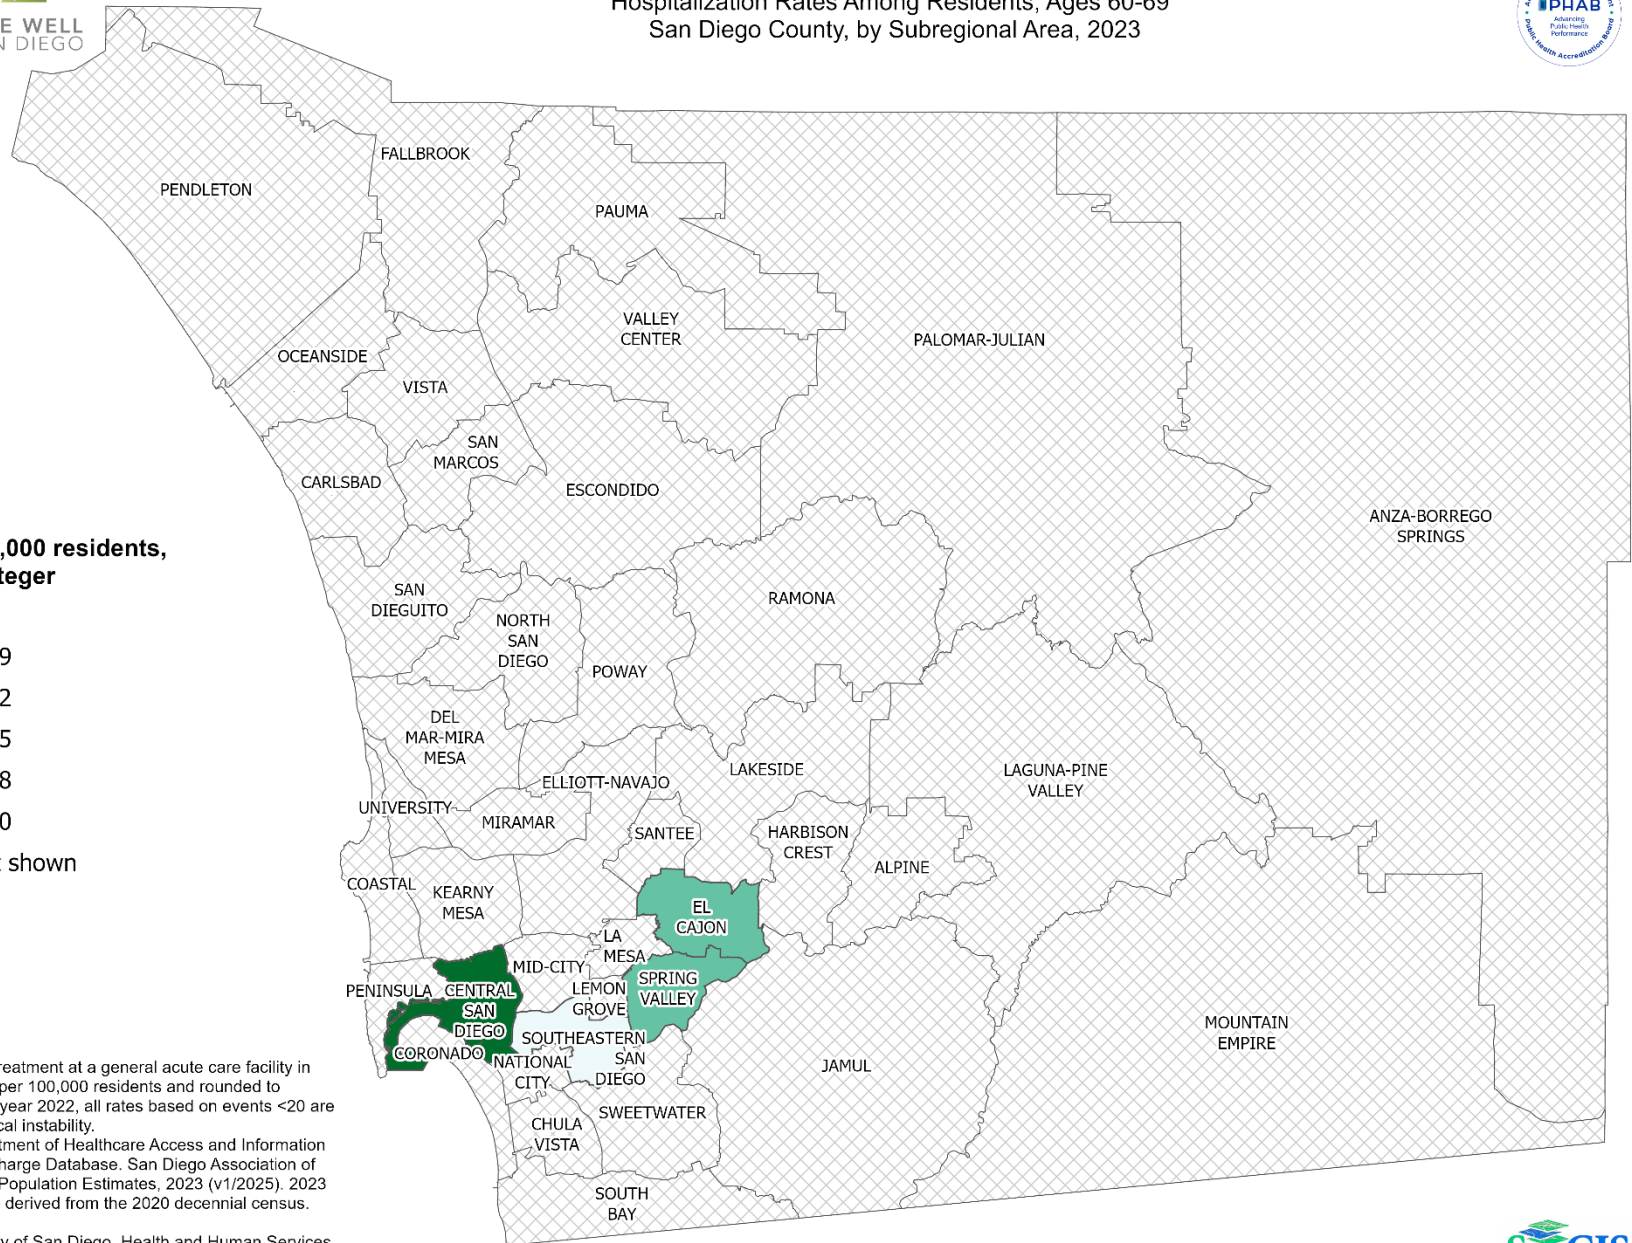 E WELL
N DIEGO
Hospitalization Rates Among Residents, Ages 60-69
San Diego County, by Subregional Area, 2023
PHAB
Advancing
Public Health
Performance
Public Health Accreditation Board
FALLBROOK
PENDLETON
PAUMA
VALLEY
CENTER
PALOMAR-JULIAN
OCEANSIDE
VISTA
SAN
MARCOS
CARLSBAD
ESCONDIDO
ANZA-BORREGO
SPRINGS
,000 residents,
teger
9
2
5
8
0
t shown
SAN
DIEGUITO
RAMONA
NORTH
SAN
DIEGO
POWAY
DEL
MAR-MIRA
MESA
LAKESIDE
LAGUNA-PINE
VALLEY
ELLIOTT-NAVAJO
UNIVERSITY
MIRAMAR
SANTEE
HARBISON
CREST
ALPINE
COASTAL
KEARNY
MESA
EL
CAJON
LA
MESA
MID-CITY
SPRING
VALLEY
PENINSULA
CENTRAL
SAN
DIEGO
LEMON
GROVE
CORONADO
SOUTHEASTERN
SAN
DIEGO
NATIONAL
CITY
MOUNTAIN
EMPIRE
JAMUL
SWEETWATER
CHULA
VISTA
SOUTH
BAY
reatment at a general acute care facility in
per 100,000 residents and rounded to
year 2022, all rates based on events <20 are
cal instability.
tment of Healthcare Access and Information
harge Database. San Diego Association of
Population Estimates, 2023 (v1/2025). 2023
derived from the 2020 decennial census.
y of San Diego, Health and Human Services